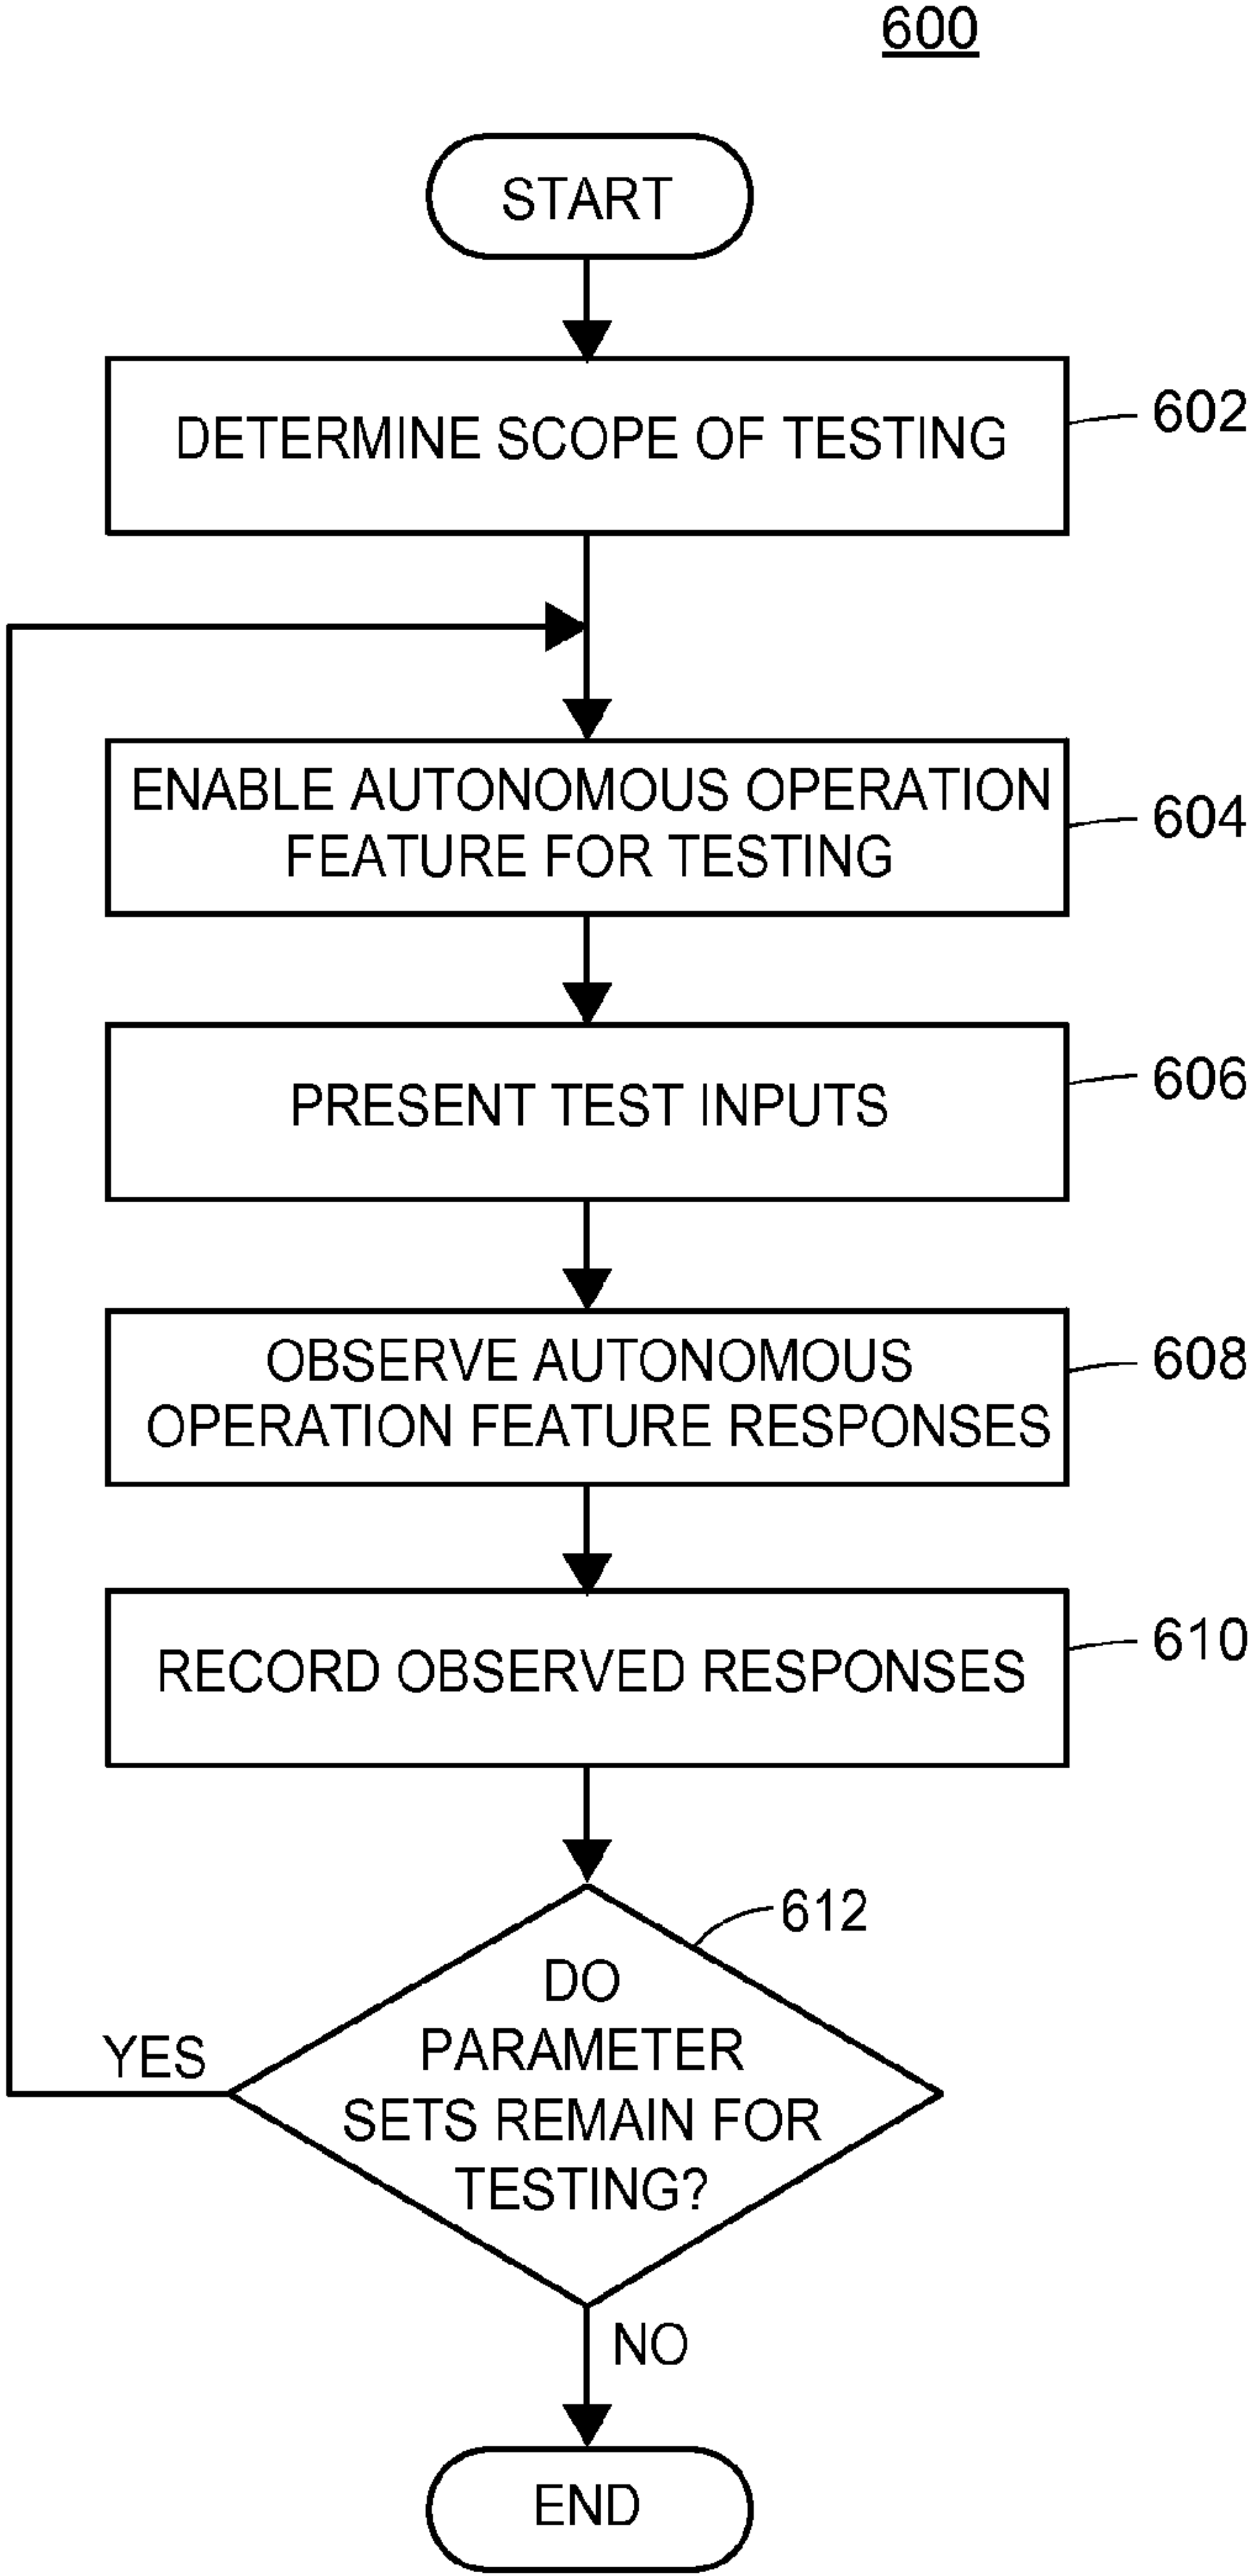 600
START
DETERMINE SCOPE OF TESTING
602
ENABLE AUTONOMOUS OPERATION
FEATURE FOR TESTING
604
PRESENT TEST INPUTS
606
OBSERVE AUTONOMOUS
OPERATION FEATURE RESPONSES
608
RECORD OBSERVED RESPONSES
610
612
DO
PARAMETER
SETS REMAIN FOR
TESTING?
YES
NO
END